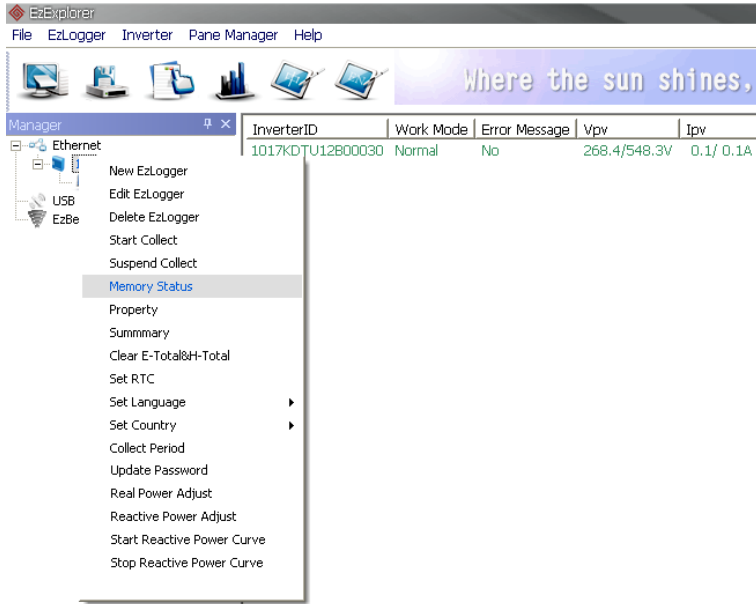 EzExplorer
File EzLogger Inverter Pane Manager Help
Where the sun shines,
Manager
InverterID Work Mode Error Message Vpv Ipv
Ethernet
1017KDTU12B00030 Normal No 268.4/548.3V 0.1/ 0.1A
USB
EzBe
New EzLogger
Edit EzLogger
Delete EzLogger
Start Collect
Suspend Collect
Memory Status
Property
Summmary
Clear E-Total&H-Total
Set RTC
Set Language
Set Country
Collect Period
Update Password
Real Power Adjust
Reactive Power Adjust
Start Reactive Power Curve
Stop Reactive Power Curve